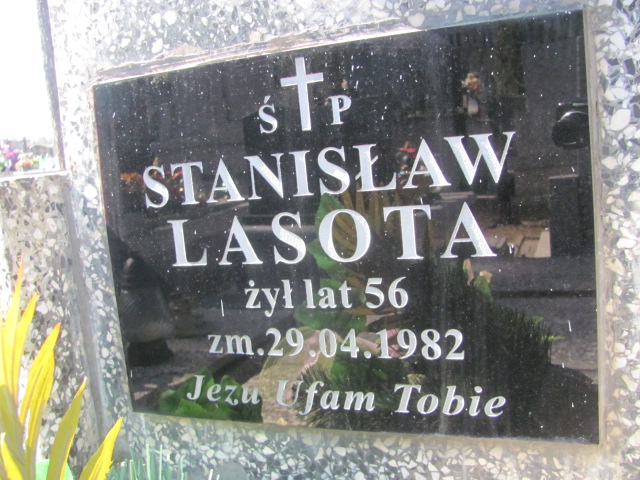 Ś P
STANISŁAW
LASOTA
żył lat 56
zm.29.04.1982
Jezu Ufam Tobie